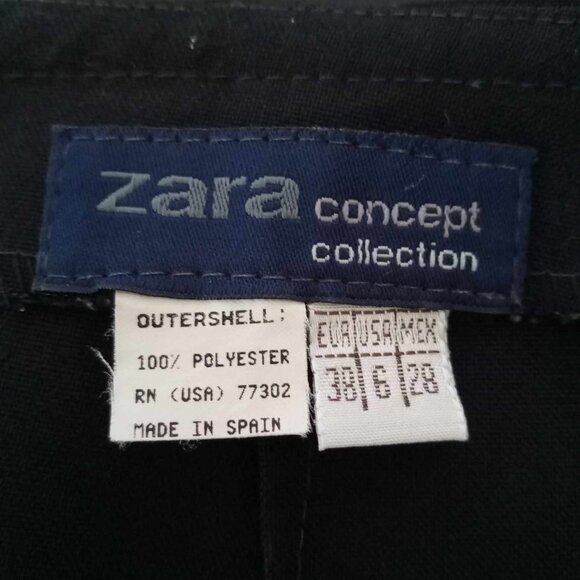 zara concept
collection
OUTERSHELL:
100% POLYESTER
RN (USA) 77302
MADE IN SPAIN
EUR USA MEX
38 6 28